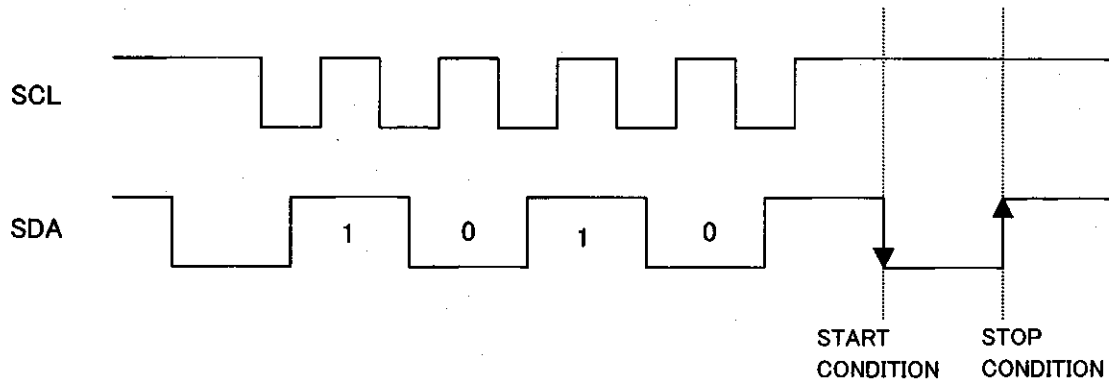 SCL
SDA
1 0 1 0
START
CONDITION
STOP
CONDITION